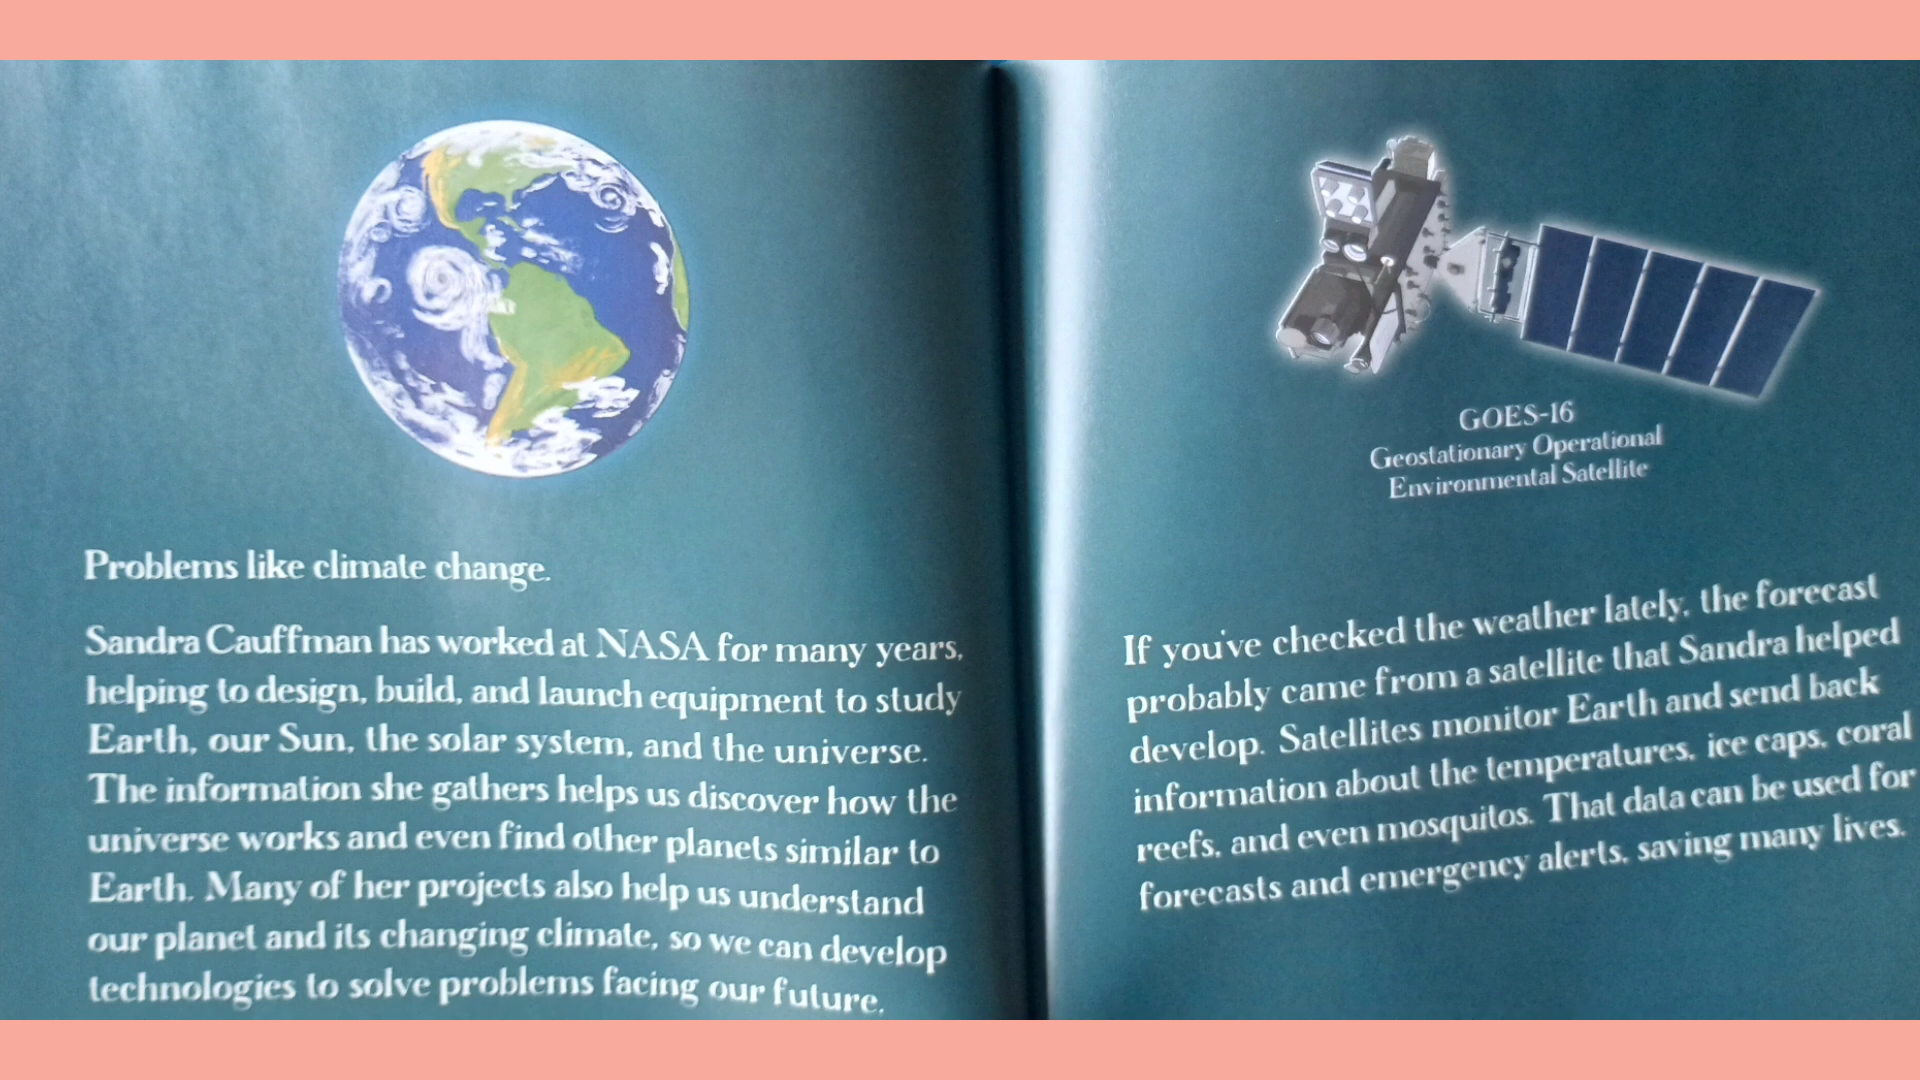 Problems like climate change.
Sandra Cauffman has worked at NASA for many years,
helping to design, build, and launch equipment to study
Earth, our Sun, the solar system, and the universe.
The information she gathers helps us discover how the
universe works and even find other planets similar to
Earth. Many of her projects also help us understand
our planet and its changing climate, so we can develop
technologies to solve problems facing our future.
GOES-16
Geostationary Operational
Environmental Satellite
If you've checked the weather lately, the forecast
probably came from a satellite that Sandra helped
develop. Satellites monitor Earth and send back
information about the temperatures, ice caps, coral
reefs, and even mosquitos. That data can be used for
forecasts and emergency alerts, saving many lives.